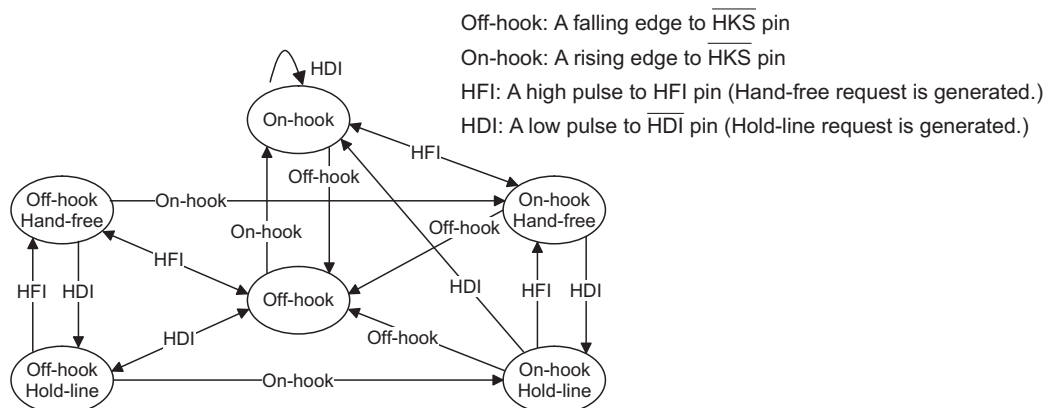 Off-hook: A falling edge to HKS pin
On-hook: A rising edge to HKS pin
HFI: A high pulse to HFI pin (Hand-free request is generated.)
HDI: A low pulse to HDI pin (Hold-line request is generated.)
HDI
On-hook
HFI
Off-hook
Off-hook
Hand-free
On-hook
On-hook
Hand-free
On-hook
Off-hook
HFI
HFI
HDI
Off-hook
HDI
HFI
HDI
HDI
Off-hook
Off-hook
Hold-line
On-hook
On-hook
Hold-line